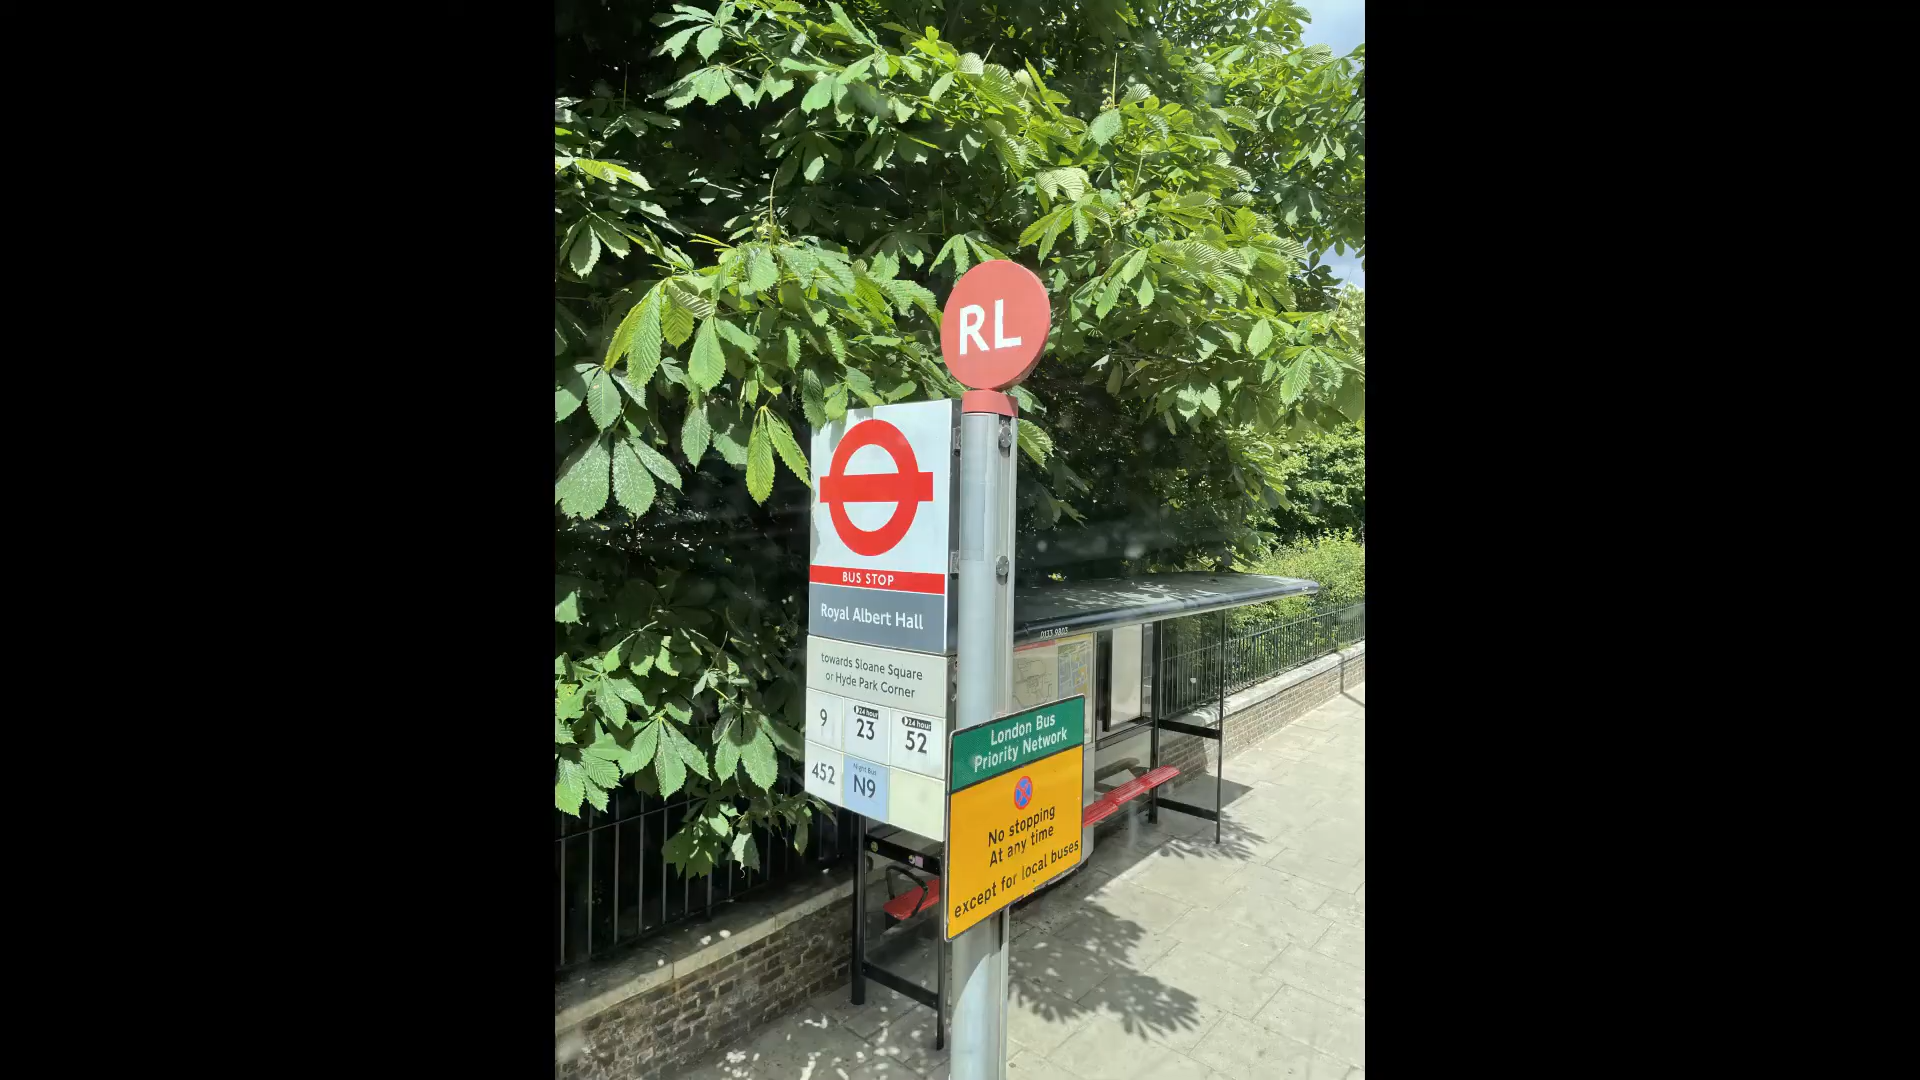 RL
BUS STOP
Royal Albert Hall
towards Sloane Square
or Hyde Park Corner
9
24 hour
23
24 hour
52
452
Night Bus
N9
London Bus
Priority Network
No stopping
At any time
except for local buses